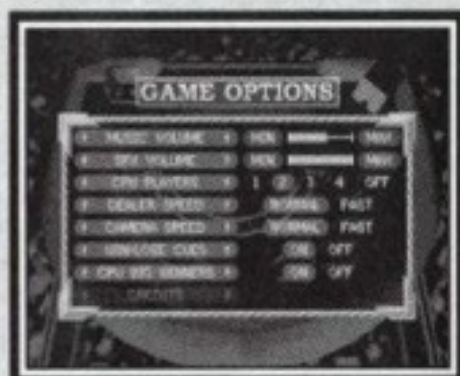 GAME OPTIONS
MUSIC VOLUME MIN MAX
SFX VOLUME MIN MAX
CPU PLAYERS 1 2 3 4 OFF
DEALER SPEED NORMAL FAST
CAMERA SPEED NORMAL FAST
WIN/LOSE CUES ON OFF
CPU BIG WINNERS ON OFF
CREDITS